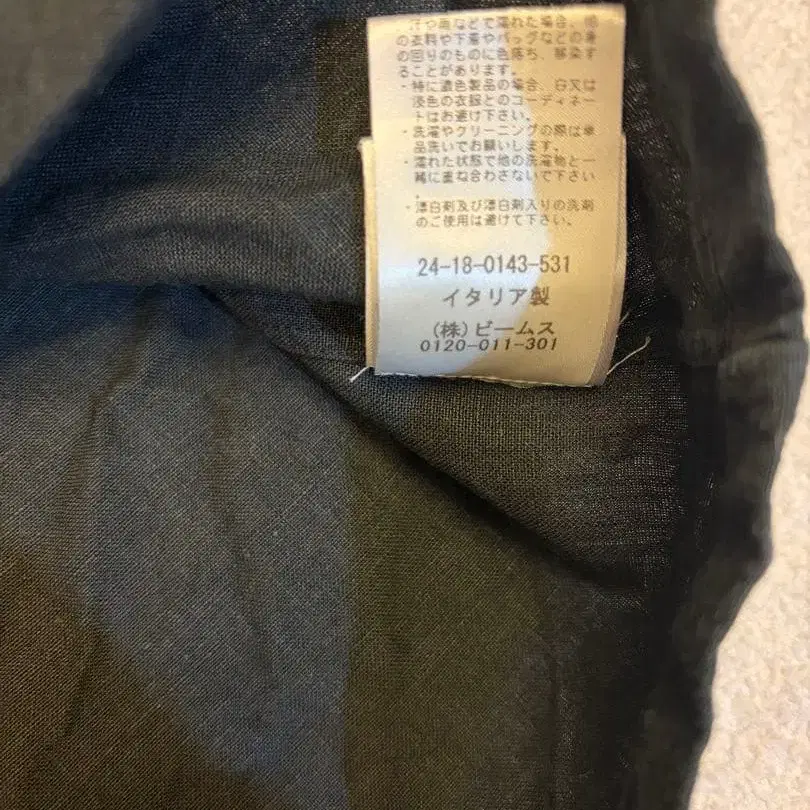 汗や雨などで濡れた場合、他
の衣料や下着やバッグなどの身
の回りのものに色落ち、移染す
ることがあります。
・特に濃色製品の場合、白又は
淡色の衣服とのコーディネー
トはお避け下さい。
・洗濯やクリーニングの際は単
品洗いでお願いします。
・濡れた状態で他の洗濯物と一
緒に重ね合わさないで下さい
。
・漂白剤及び漂白剤入りの洗剤
のご使用は避けて下さい。
24-18-0143-531
イタリア製
(株)ビームス
0120-011-301